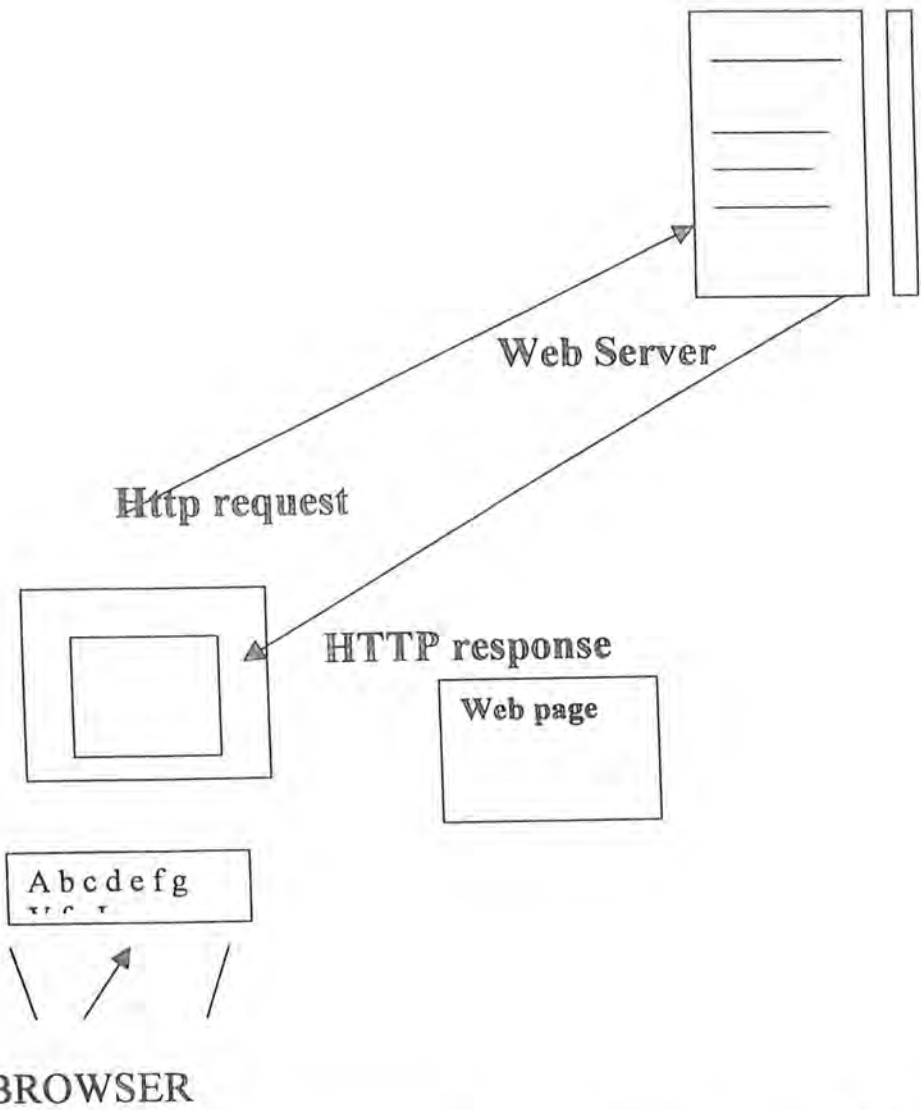 Web Server
Http request
HTTP response
Web page
A b c d e f g
BROWSER